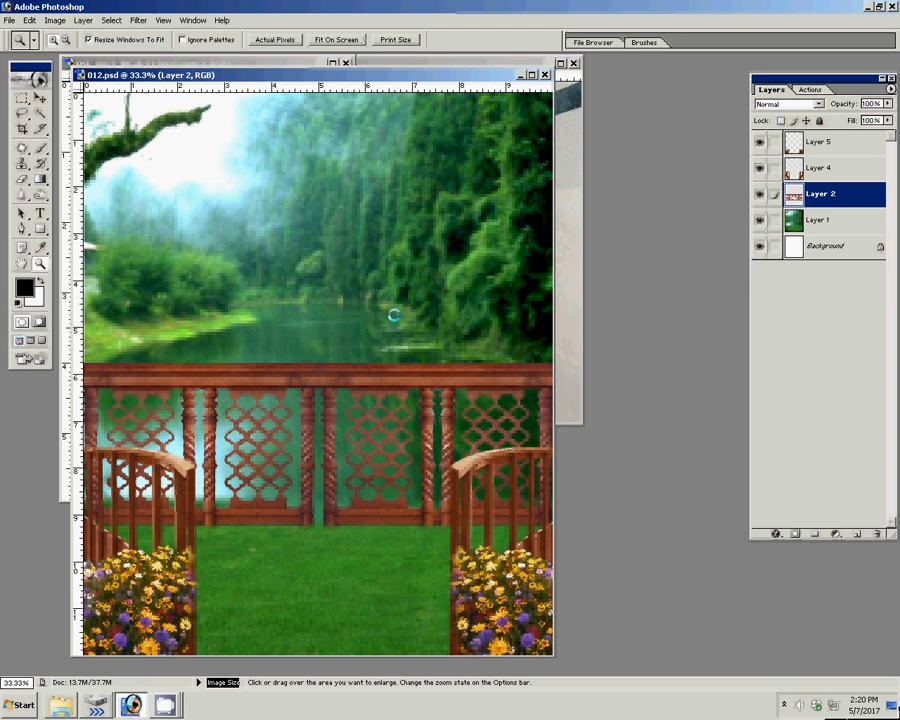 Adobe Photoshop
File Edit Image Layer Select Filter View Window Help
Resize Windows To Fit Ignore Palettes Actual Pixels Fit On Screen Print Size File Browser Brushes
012.psd @ 33.3% (Layer 2, RGB)
Layers Actions
Normal Opacity: 100%
Lock: Fill: 100%
Layer 5
Layer 4
Layer 2
Layer 1
Background
33.33% Doc: 13.7M/37.7M Image Size Click or drag over the area you want to enlarge. Change the zoom state on the Options bar.
Start
2:20 PM
5/7/2017